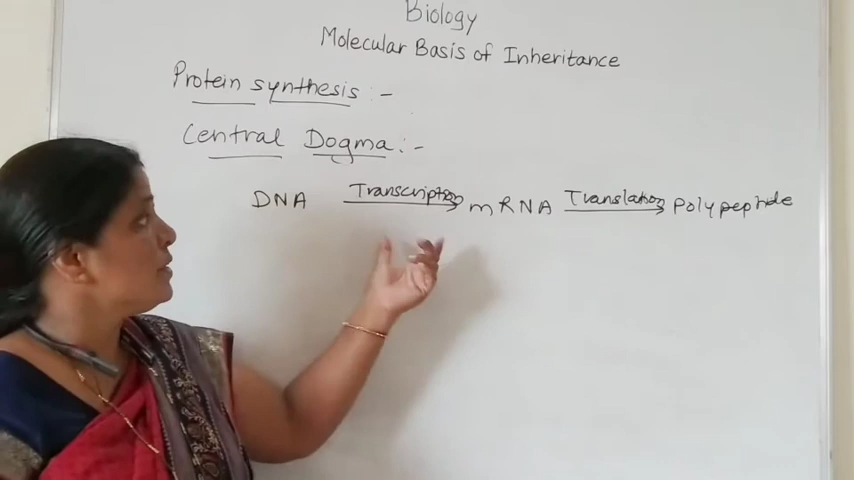 Biology
Molecular Basis of Inheritance
Protein synthesis :-
Central Dogma :-
DNA Transcription mRNA Translation Polypeptide